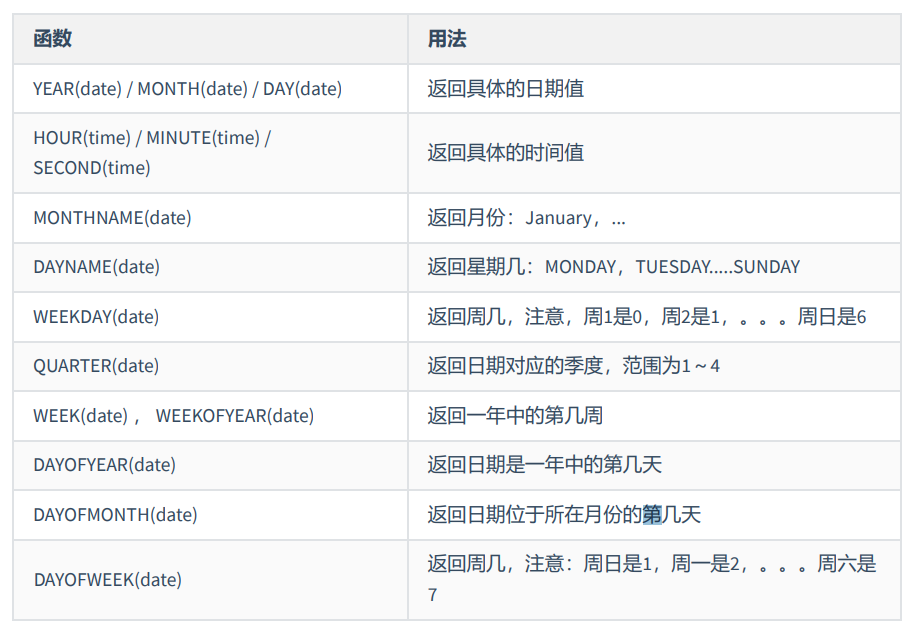 函数 用法
YEAR(date) / MONTH(date) / DAY(date) 返回具体的日期值
HOUR(time) / MINUTE(time) /
SECOND(time)
返回具体的时间值
MONTHNAME(date) 返回月份：January，...
DAYNAME(date) 返回星期几：MONDAY，TUESDAY.....SUNDAY
WEEKDAY(date) 返回周几，注意，周1是0，周2是1，。。。周日是6
QUARTER(date) 返回日期对应的季度，范围为1～4
WEEK(date) ， WEEKOFYEAR(date) 返回一年中的第几周
DAYOFYEAR(date) 返回日期是一年中的第几天
DAYOFMONTH(date) 返回日期位于所在月份的第几天
DAYOFWEEK(date)
返回周几，注意：周日是1，周一是2，。。。周六是
7